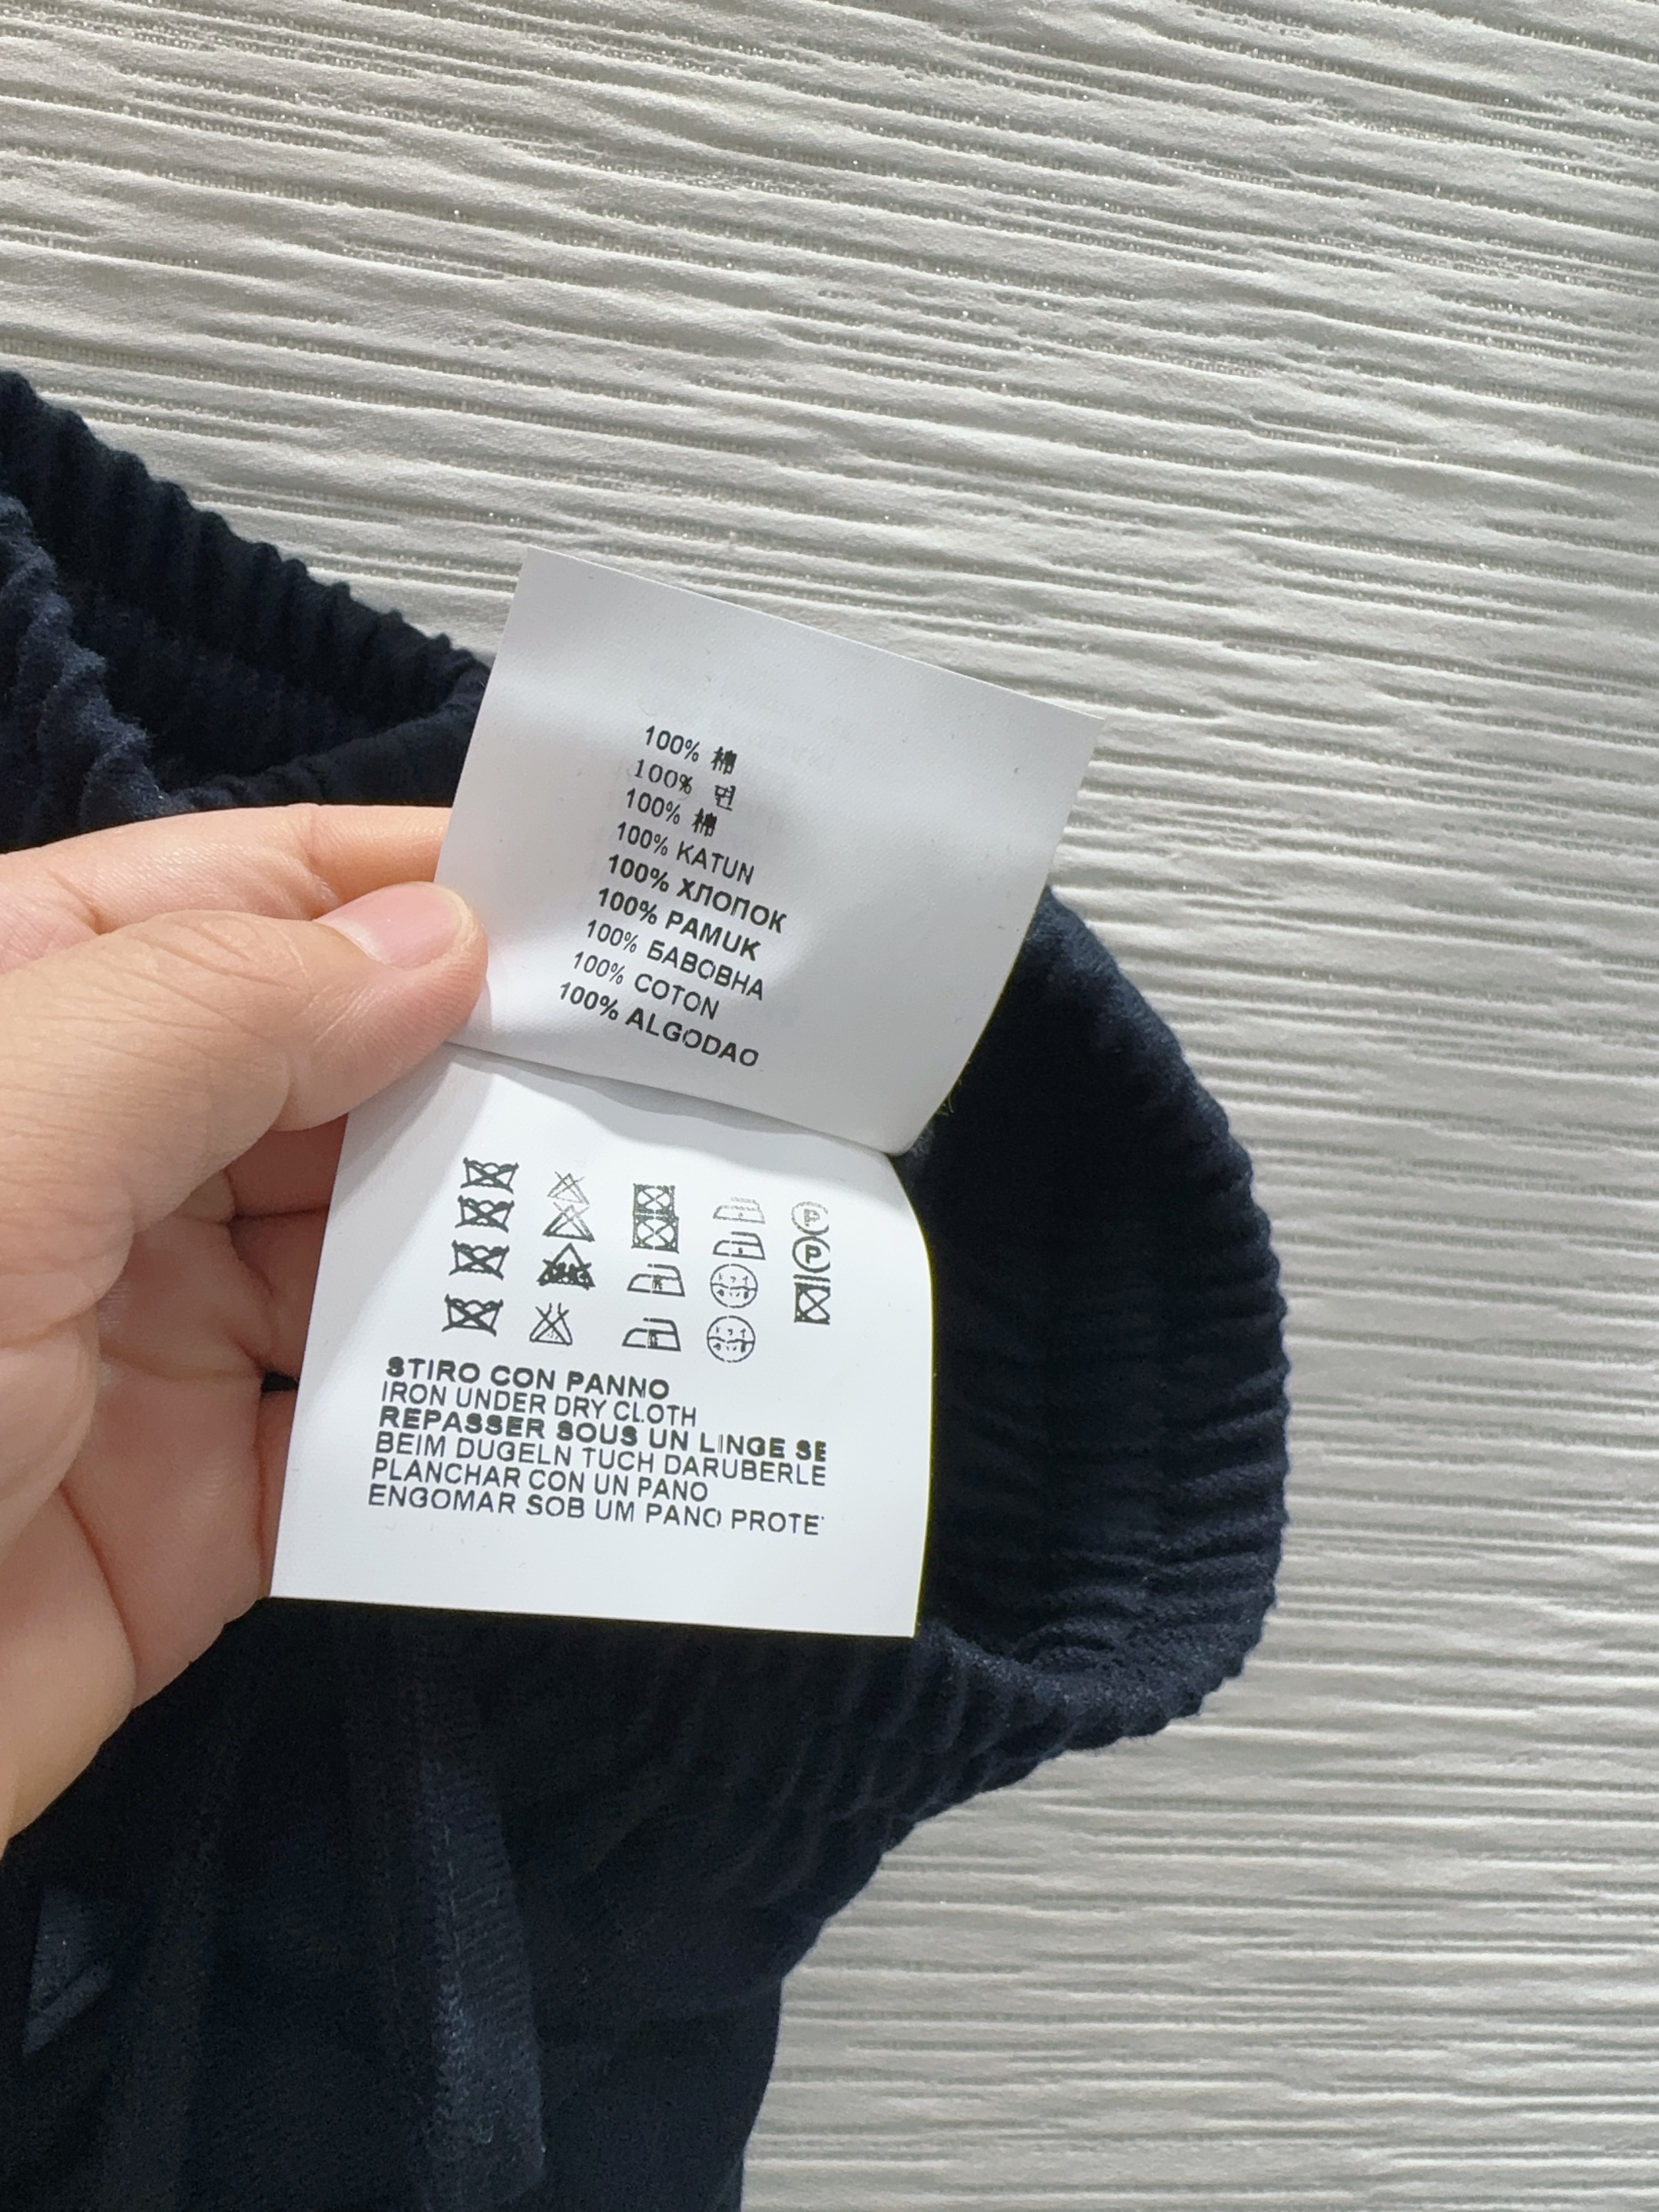 100% 棉
100% 면
100% 棉
100% KATUN
100% ХЛОПОК
100% PAMUK
100% БАВОВНА
100% COTON
100% ALGODAO
P
P
STIRO CON PANNO
IRON UNDER DRY CLOTH
REPASSER SOUS UN LINGE SE
BEIM DUGELN TUCH DARUBERLE
PLANCHAR CON UN PANO
ENGOMAR SOB UM PANO PROTE